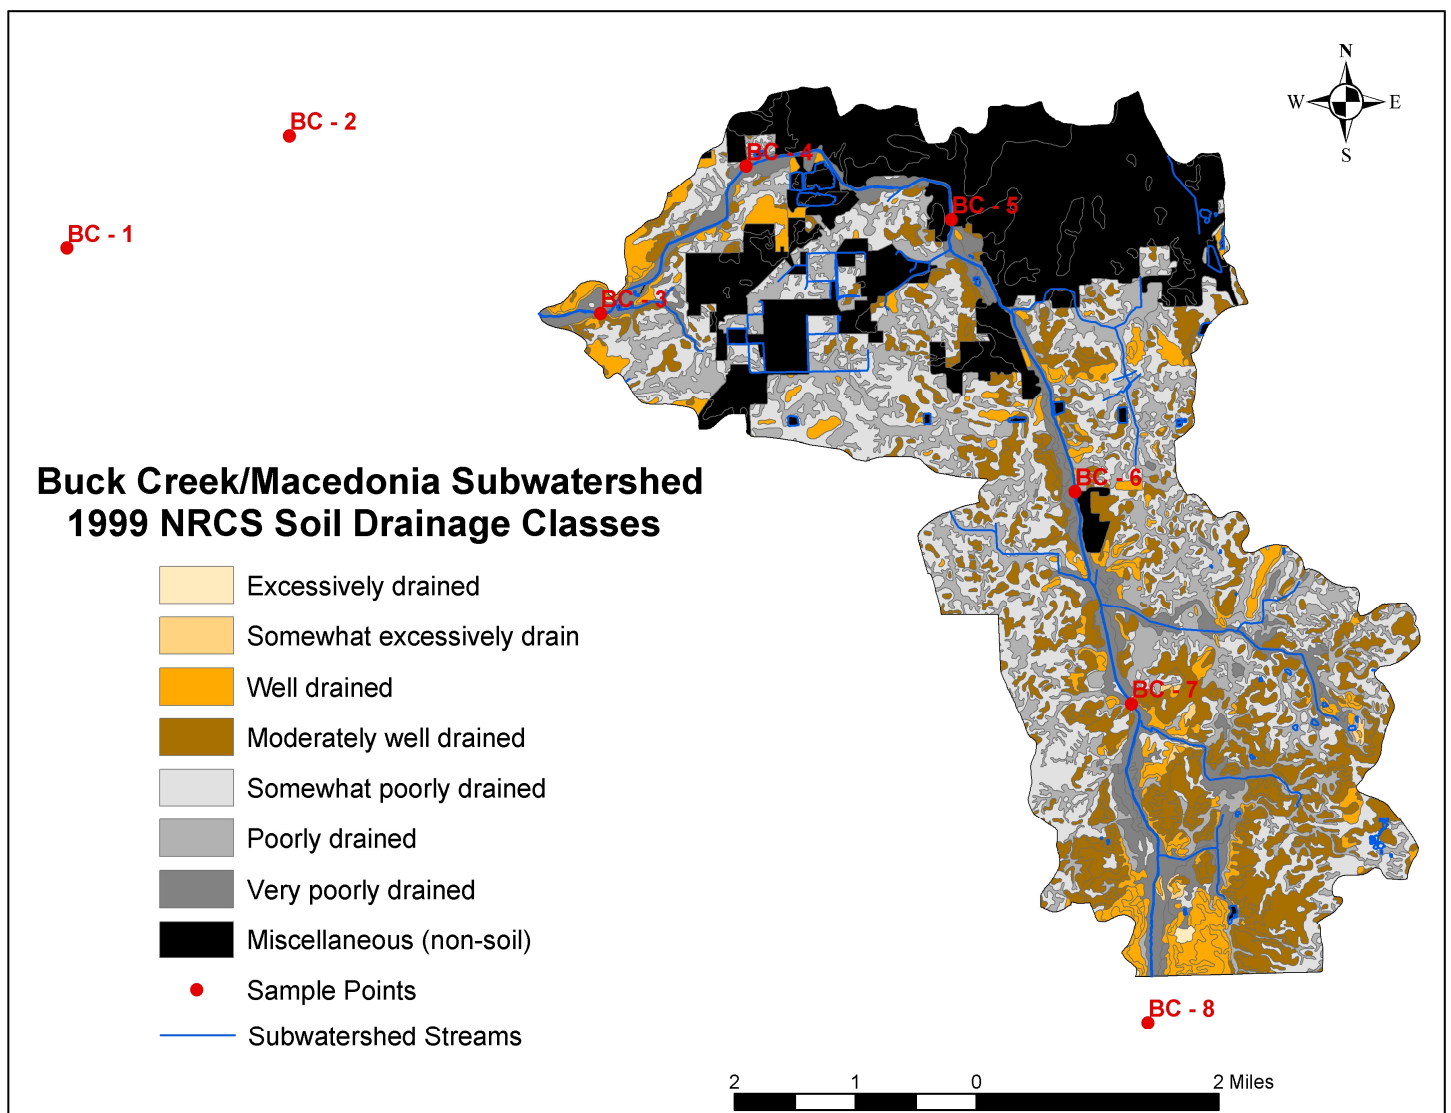 N
W
E
S
BC - 2
BC - 4
BC - 5
BC - 1
BC - 3
Buck Creek/Macedonia Subwatershed
1999 NRCS Soil Drainage Classes
BC - 6
BC - 7
BC - 8
Excessively drained
Somewhat excessively drain
Well drained
Moderately well drained
Somewhat poorly drained
Poorly drained
Very poorly drained
Miscellaneous (non-soil)
Sample Points
Subwatershed Streams
2 1 0 2 Miles